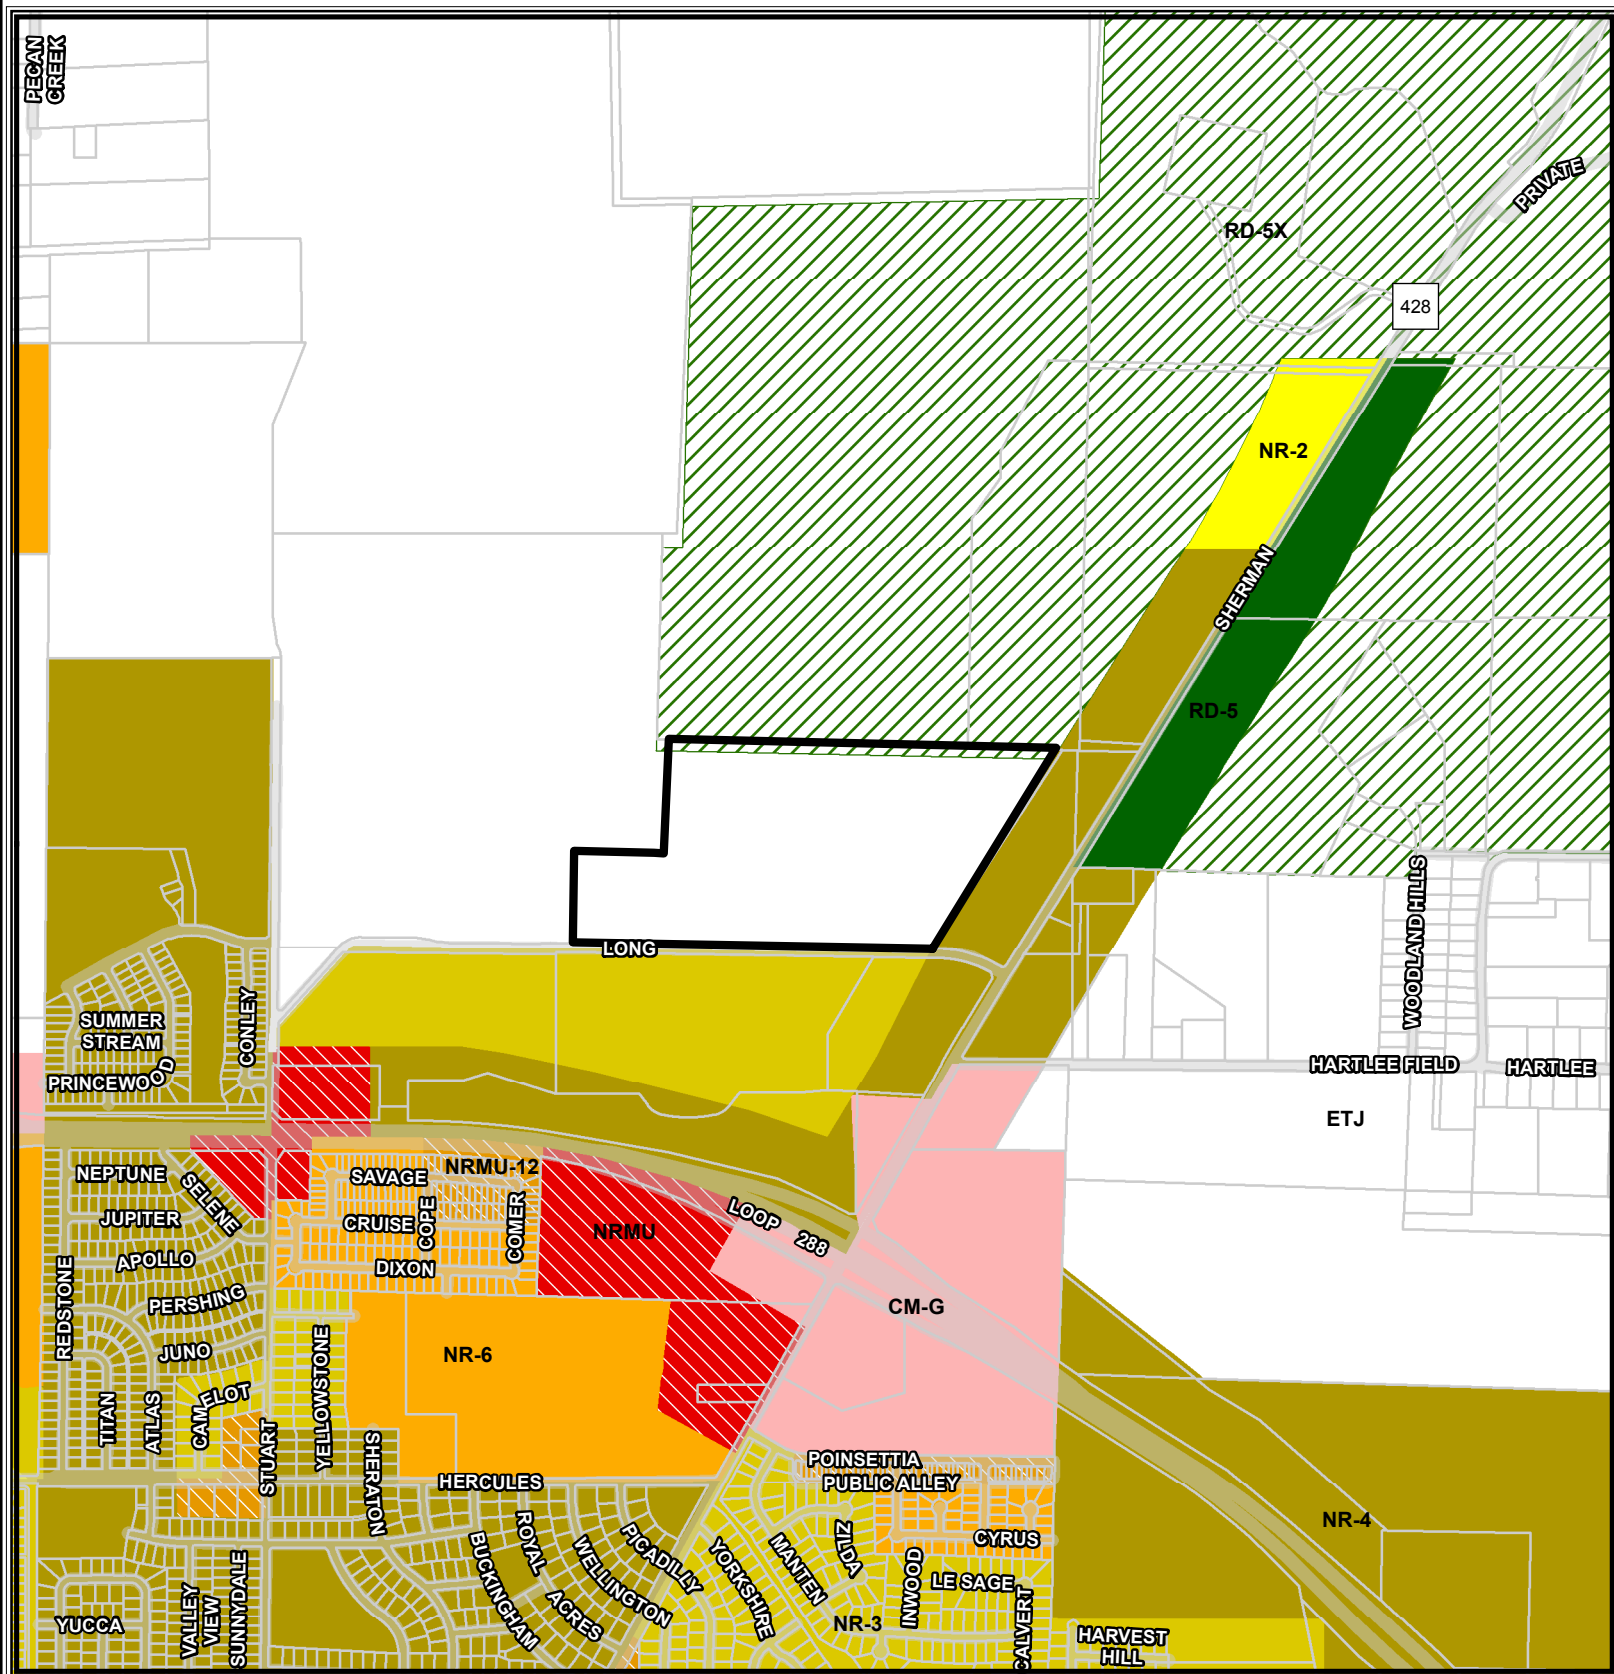 PECAN
CREEK
PRIVATE
RD-5X
428
NR-2
SHERMAN
RD-5
WOODLAND HILLS
LONG
CONLEY
SUMMER
STREAM
PRINCEWOOD
HARTLEE FIELD
HARTLEE
ETJ
NEPTUNE
SELENE
SAVAGE
NRMU-12
JUPITER
CRUISE
COPE
COMER
NRMU
LOOP 288
APOLLO
DIXON
REDSTONE
PERSHING
CM-G
JUNO
YELLOWSTONE
NR-6
TITAN
ATLAS
CAMELOT
STUART
SHERATON
HERCULES
POINSETTIA
PUBLIC ALLEY
NR-4
ROYAL
ACRES
BUCKINGHAM
WELLINGTON
PICADILLY
YORKSHIRE
MANTEN
ZILDA
CYRUS
INWOOD
LE SAGE
CALVERT
NR-3
YUCCA
VALLEY
VIEW
SUNNYDALE
HARVEST
HILL